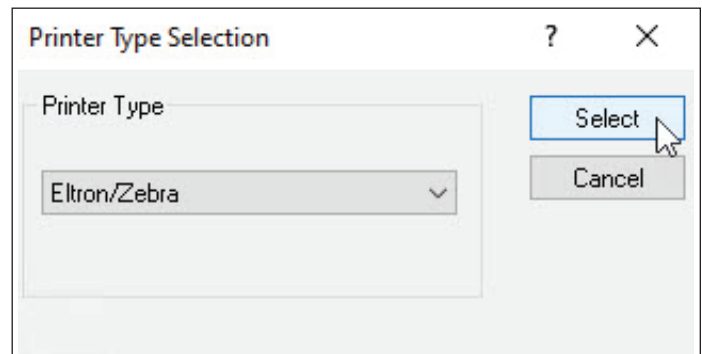 Printer Type Selection ? ×
Printer Type
Select
Eltron/Zebra
Cancel